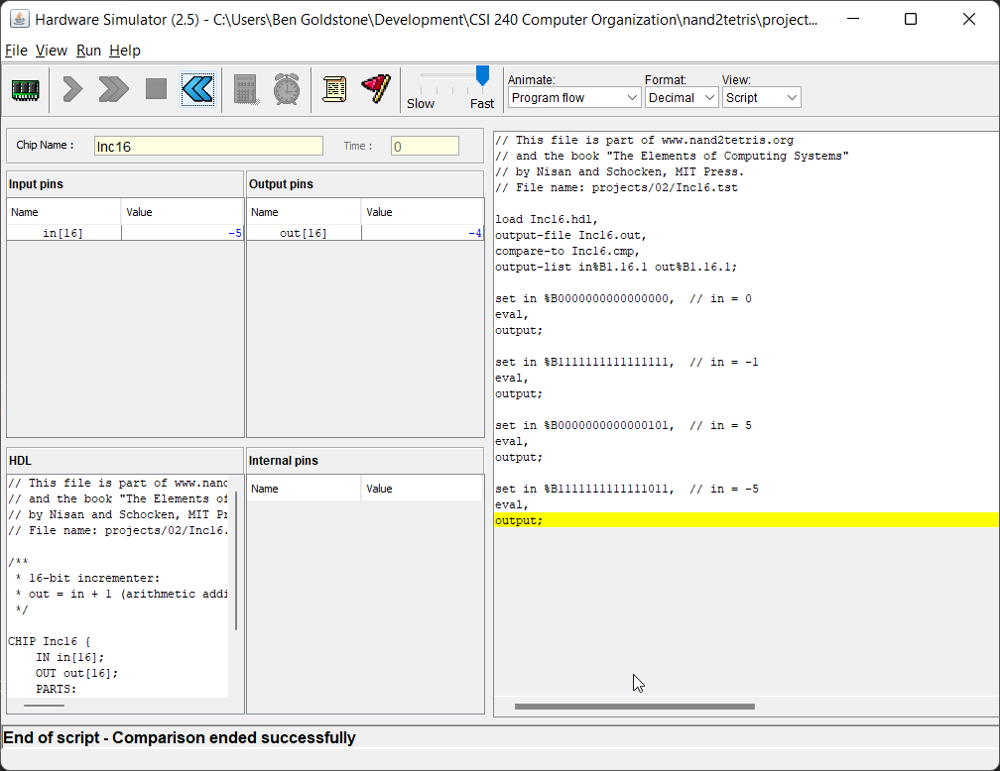 Hardware Simulator (2.5) - C:\Users\Ben Goldstone\Development\CSI 240 Computer Organization\nand2tetris\project...
File View Run Help
Slow Fast
Animate: Format: View:
Program flow Decimal Script
Chip Name : Inc16 Time : 0
Input pins
Name Value
in[16] -5
Output pins
Name Value
out[16] -4
HDL
// This file is part of www.nand
// and the book "The Elements of
// by Nisan and Schocken, MIT Pr
// File name: projects/02/Inc16.
/**
* 16-bit incrementer:
* out = in + 1 (arithmetic addi
*/
CHIP Inc16 {
IN in[16];
OUT out[16];
PARTS:
Internal pins
Name Value
// This file is part of www.nand2tetris.org
// and the book "The Elements of Computing Systems"
// by Nisan and Schocken, MIT Press.
// File name: projects/02/Inc16.tst
load Inc16.hdl,
output-file Inc16.out,
compare-to Inc16.cmp,
output-list in%B1.16.1 out%B1.16.1;
set in %B0000000000000000,  // in = 0
eval,
output;
set in %B1111111111111111,  // in = -1
eval,
output;
set in %B0000000000000101,  // in = 5
eval,
output;
set in %B1111111111111011,  // in = -5
eval,
output;
End of script - Comparison ended successfully